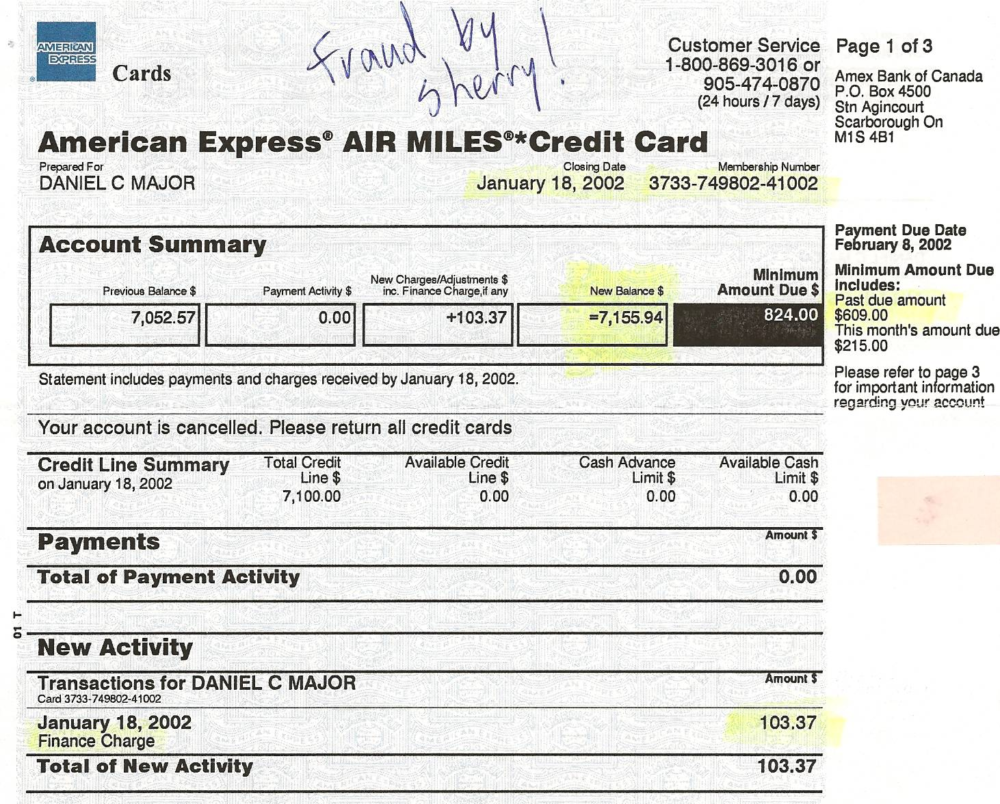 Fraud by
sherry!
AMERICAN
EXPRESS
®
Cards
Customer Service
1-800-869-3016 or
905-474-0870
(24 hours / 7 days)
Page 1 of 3
Amex Bank of Canada
P.O. Box 4500
Stn Agincourt
Scarborough On
M1S 4B1
American Express® AIR MILES®*Credit Card
Prepared For
DANIEL C MAJOR
Closing Date
January 18, 2002
Membership Number
3733-749802-41002
Account Summary
Previous Balance $
7,052.57
Payment Activity $
0.00
New Charges/Adjustments $
inc. Finance Charge,if any
+103.37
New Balance $
=7,155.94
Minimum
Amount Due $
824.00
Payment Due Date
February 8, 2002
Minimum Amount Due
includes:
Past due amount
$609.00
This month's amount due
$215.00
Please refer to page 3
for important information
regarding your account
Statement includes payments and charges received by January 18, 2002.
Your account is cancelled. Please return all credit cards
Credit Line Summary
on January 18, 2002
Total Credit
Line $
7,100.00
Available Credit
Line $
0.00
Cash Advance
Limit $
0.00
Available Cash
Limit $
0.00
Payments
Amount $
Total of Payment Activity 0.00
01 T
New Activity
Transactions for DANIEL C MAJOR
Amount $
Card 3733-749802-41002
January 18, 2002 103.37
Finance Charge
Total of New Activity 103.37